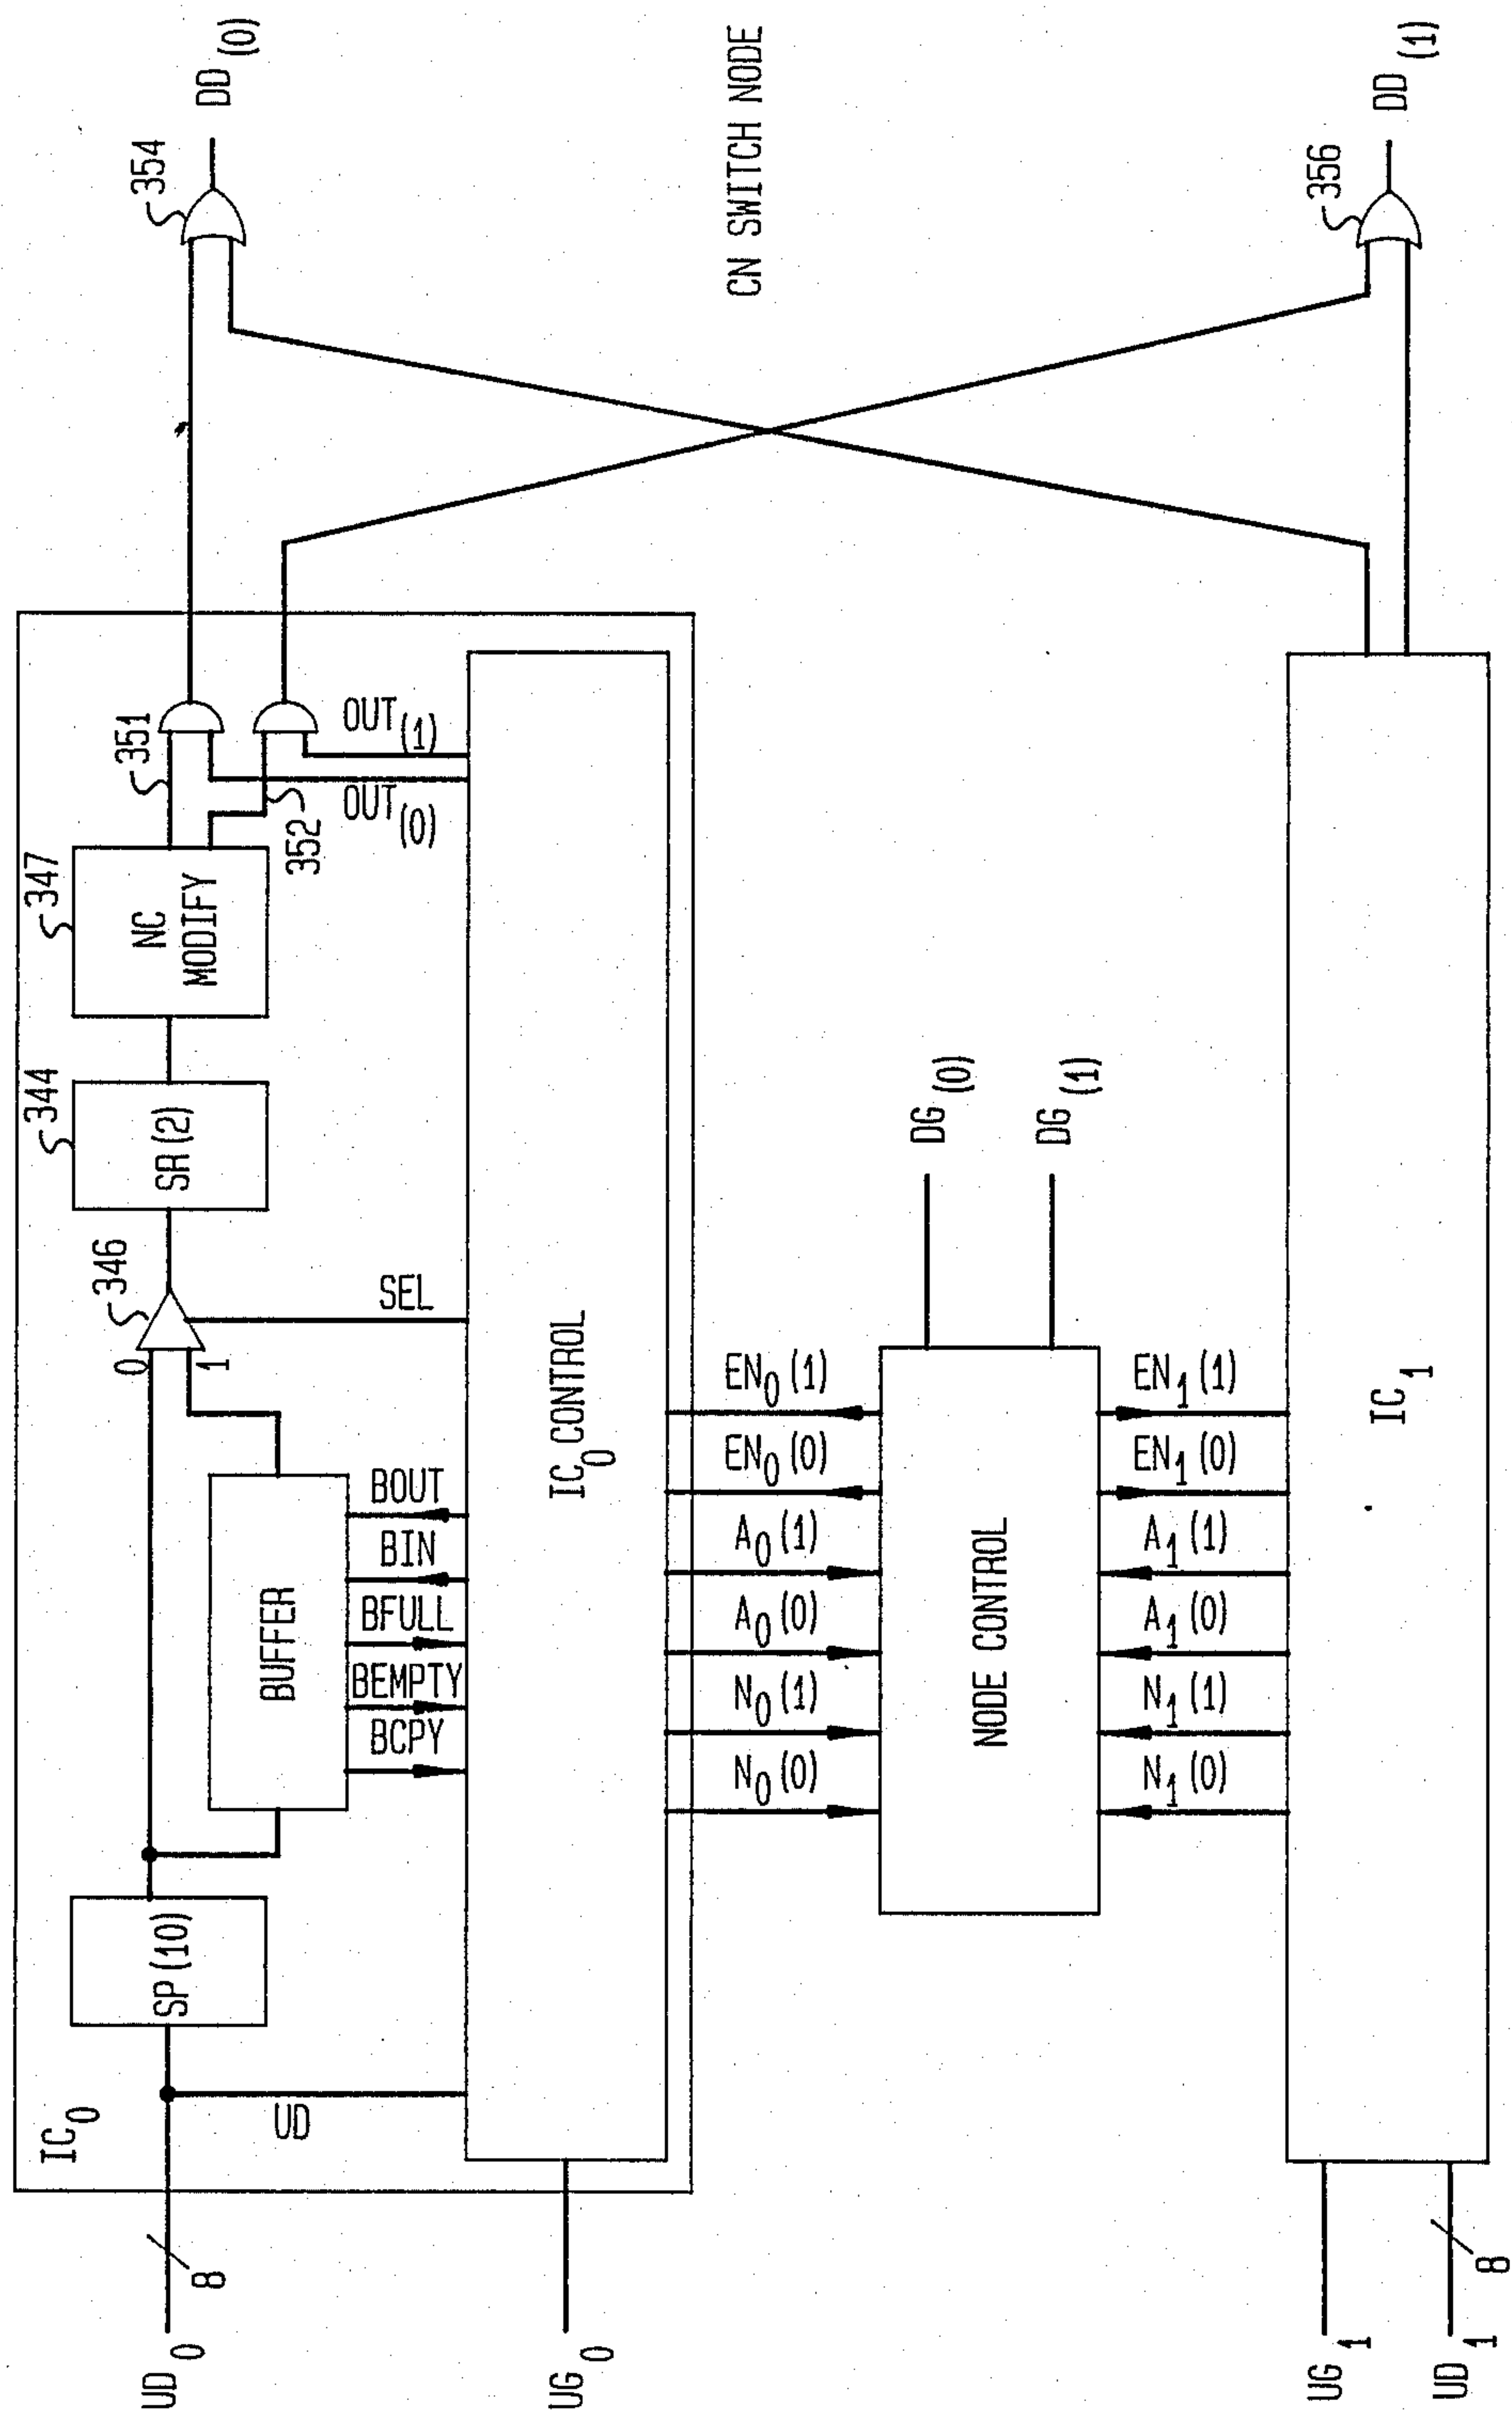 IC0
UD0
8
UD
SP(10)
BUFFER
BCPY
BEMPTY
BFULL
BIN
BOUT
0
1
346
SEL
344
SR(2)
347
NC
MODIFY
351
352
OUT(0)
OUT(1)
354
DD(0)
UG0
IC0 CONTROL
N0(0)
N0(1)
A0(0)
A0(1)
EN0(0)
EN0(1)
NODE CONTROL
DG(0)
DG(1)
CN SWITCH NODE
N1(0)
N1(1)
A1(0)
A1(1)
EN1(0)
EN1(1)
UG1
UD1
8
IC1
356
DD(1)